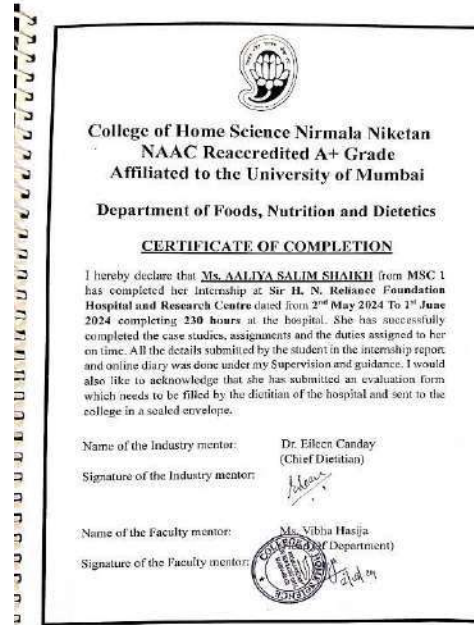 College of Home Science Nirmala Niketan
NAAC Reaccredited A+ Grade
Affiliated to the University of Mumbai
Department of Foods, Nutrition and Dietetics
CERTIFICATE OF COMPLETION
I hereby declare that Ms. AALIYA SALIM SHAIKH from MSC I
has completed her Internship at Sir H. N. Reliance Foundation
Hospital and Research Centre dated from 2nd May 2024 To 1st June
2024 completing 230 hours at the hospital. She has successfully
completed the case studies, assignments and the duties assigned to her
on time. All the details submitted by the student in the internship report
and online diary was done under my Supervision and guidance. I would
also like to acknowledge that she has submitted an evaluation form
which needs to be filled by the dietitian of the hospital and sent to the
college in a sealed envelope.
Name of the Industry mentor: Dr. Eileen Canday
(Chief Dietitian)
Signature of the Industry mentor:
Name of the Faculty mentor: Ms. Vibha Hasija
(Head Of Department)
Signature of the Faculty mentor:
COLLEGE OF HOME SCIENCE